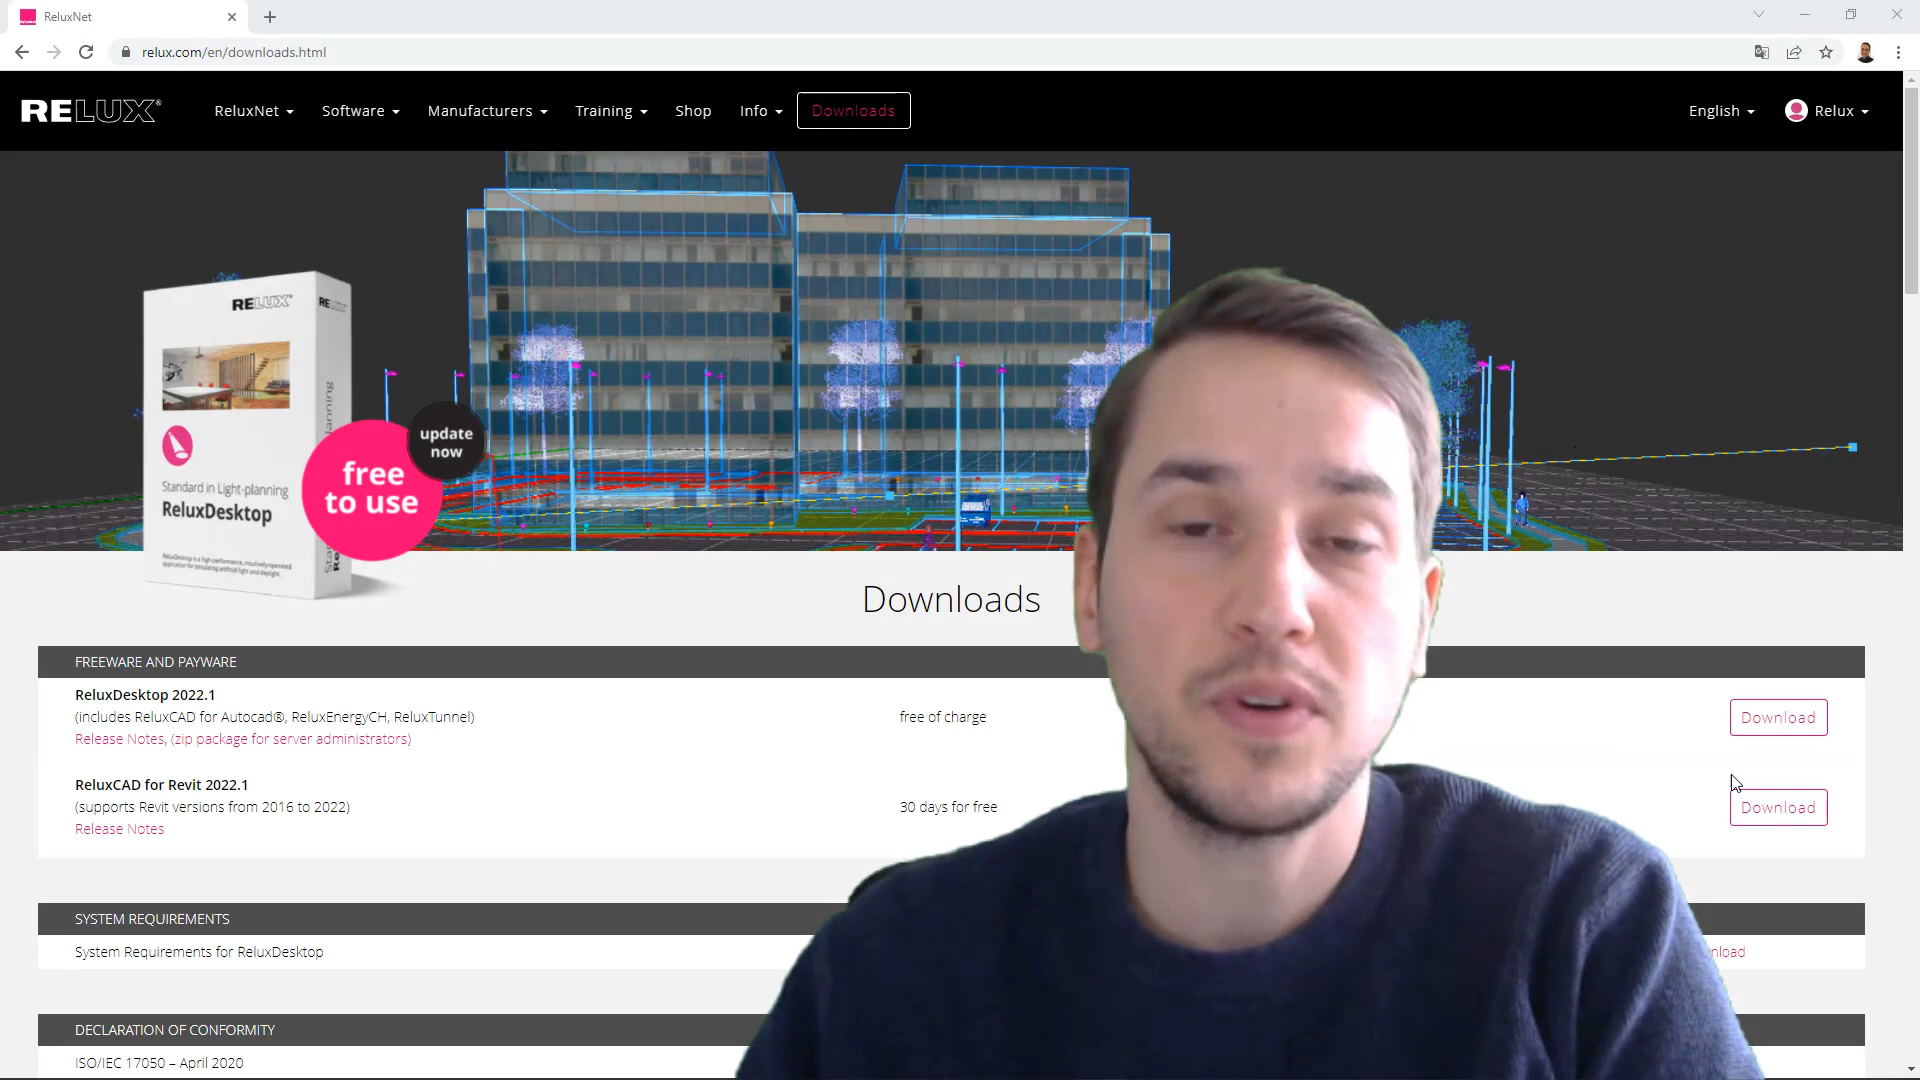 ReluxNet
relux.com/en/downloads.html
RELUX®
ReluxNet
Software
Manufacturers
Training
Shop
Info
Downloads
English
Relux
RELUX
Standard in Light-planning
ReluxDesktop
free
to use
update
now
Downloads
FREEWARE AND PAYWARE
ReluxDesktop 2022.1
(includes ReluxCAD for Autocad®, ReluxEnergyCH, ReluxTunnel)
free of charge
Download
Release Notes, (zip package for server administrators)
ReluxCAD for Revit 2022.1
(supports Revit versions from 2016 to 2022)
30 days for free
Download
Release Notes
SYSTEM REQUIREMENTS
System Requirements for ReluxDesktop
nload
DECLARATION OF CONFORMITY
ISO/IEC 17050 – April 2020